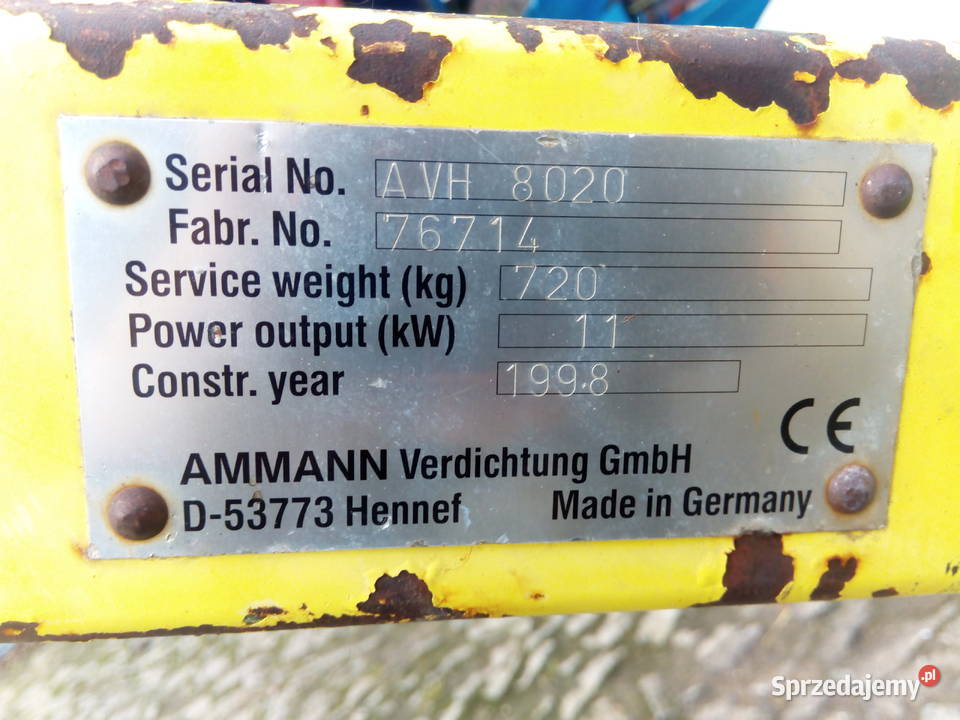 Serial No. AVH 8020
Fabr. No. 76714
Service weight (kg) 720
Power output (kW) 11
Constr. year 1998
CE
AMMANN Verdichtung GmbH
D-53773 Hennef Made in Germany
Sprzedajemy.pl